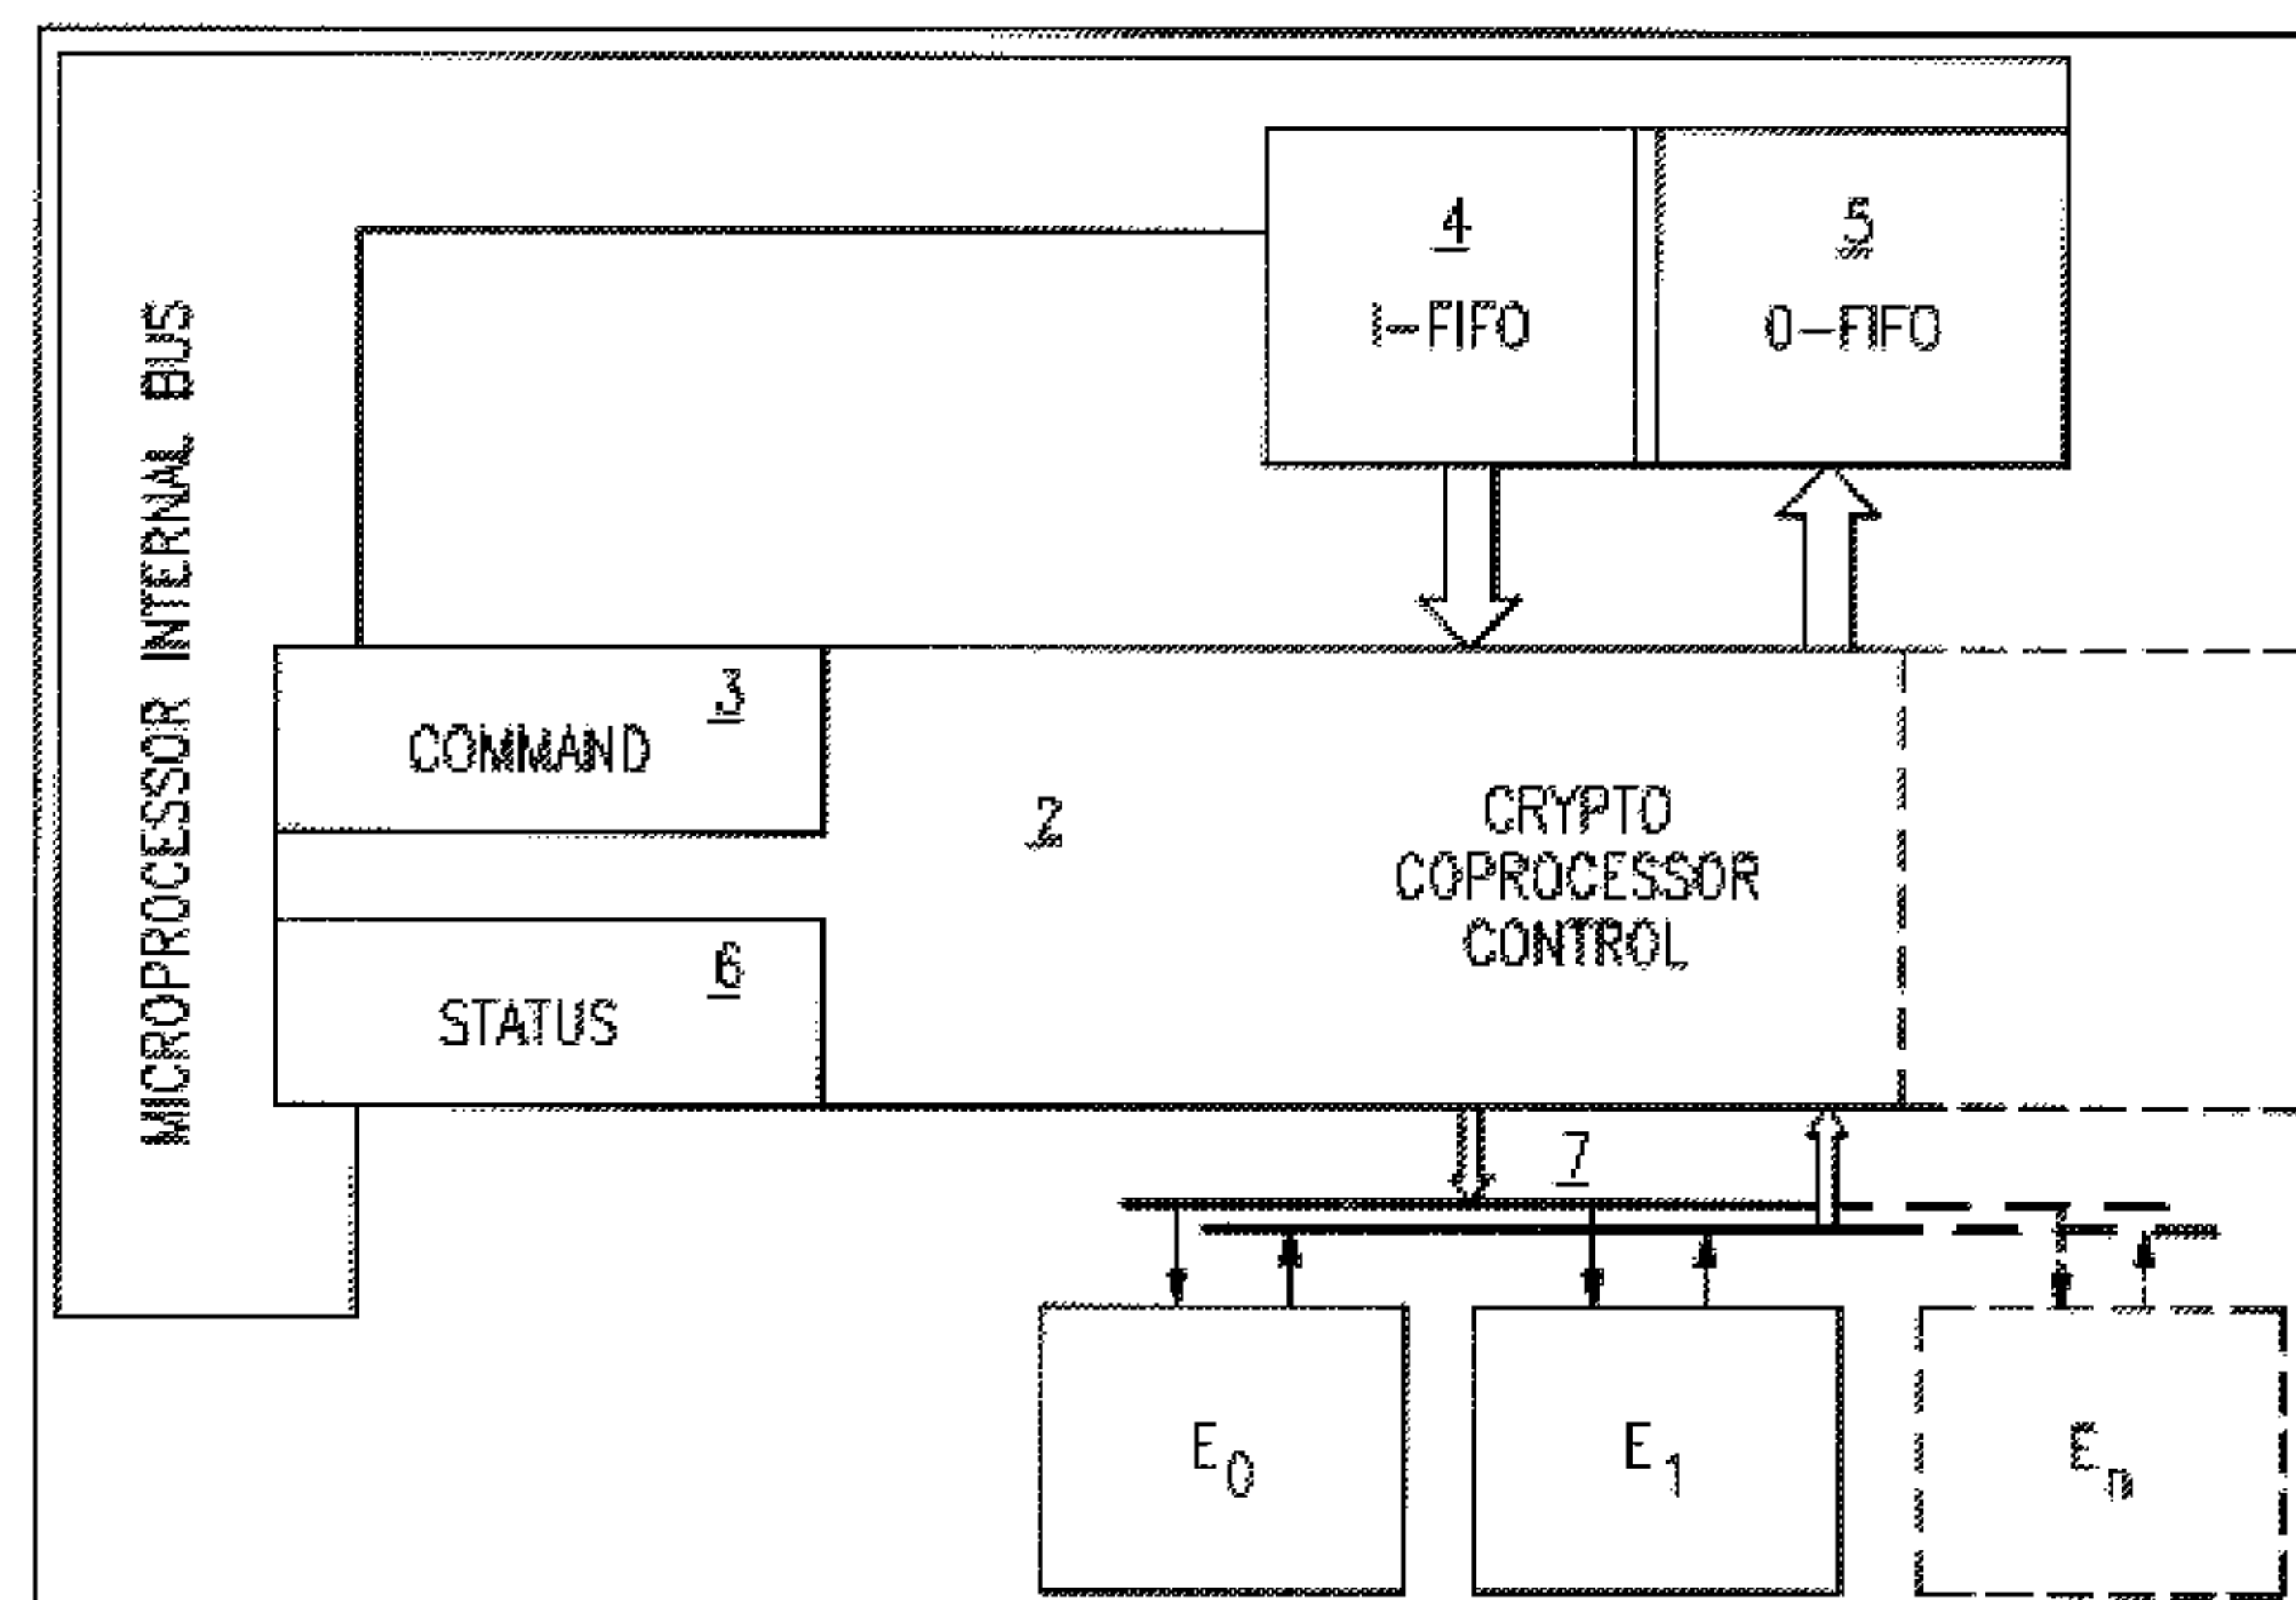 MICROPROCESSOR INTERNAL BUS
4
I-FIFO
5
O-FIFO
3
COMMAND
2
CRYPTO
COPROCESSOR
CONTROL
6
STATUS
7
E0
E1
En